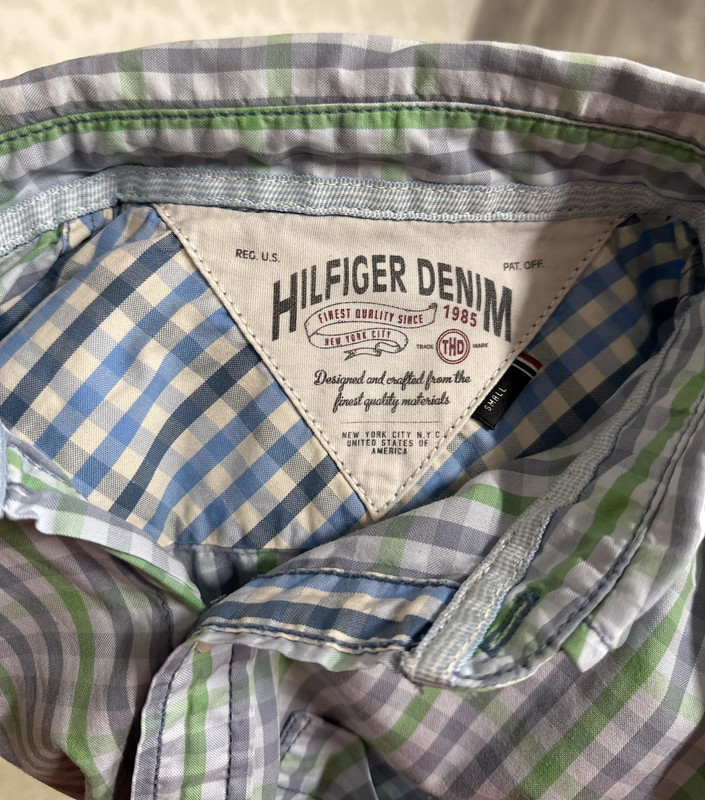 REG. U.S.
PAT. OFF.
HILFIGER DENIM
FINEST QUALITY SINCE 1985
NEW YORK CITY
TRADE THD MARK
Designed and crafted from the
finest quality materials
SMALL
NEW YORK CITY N.Y.C.
UNITED STATES OF
AMERICA